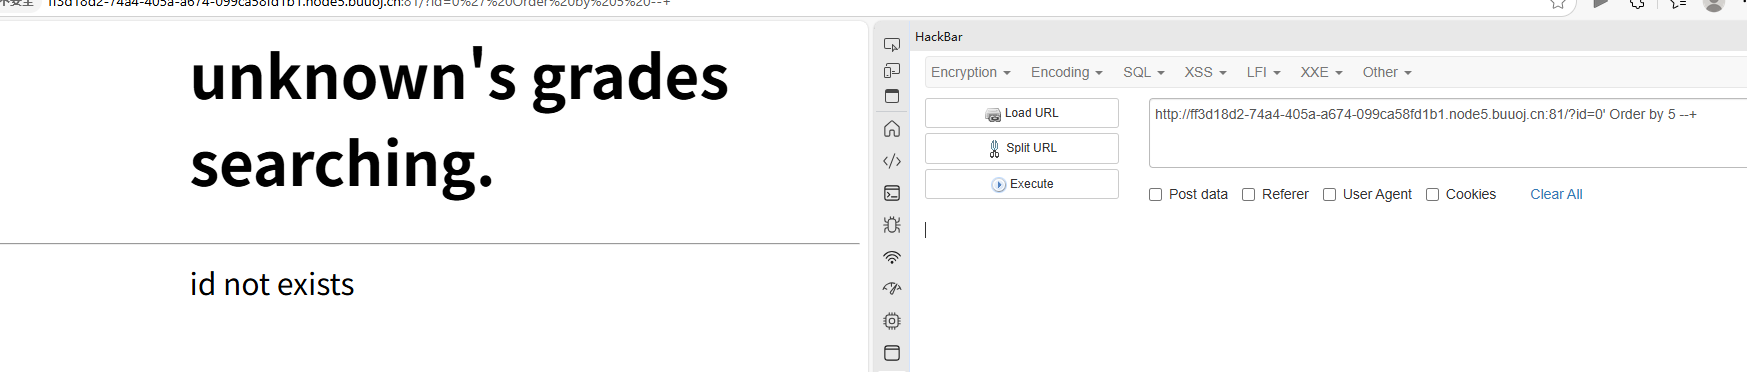 不安全 ff3d18d2-74a4-405a-a674-099ca58fd1b1.node5.buuoj.cn:81/?id=0%27%20Order%20by%205%20--+
unknown's grades
searching.
id not exists
HackBar
Encryption Encoding SQL XSS LFI XXE Other
Load URL
Split URL
Execute
http://ff3d18d2-74a4-405a-a674-099ca58fd1b1.node5.buuoj.cn:81/?id=0' Order by 5 --+
Post data Referer User Agent Cookies Clear All